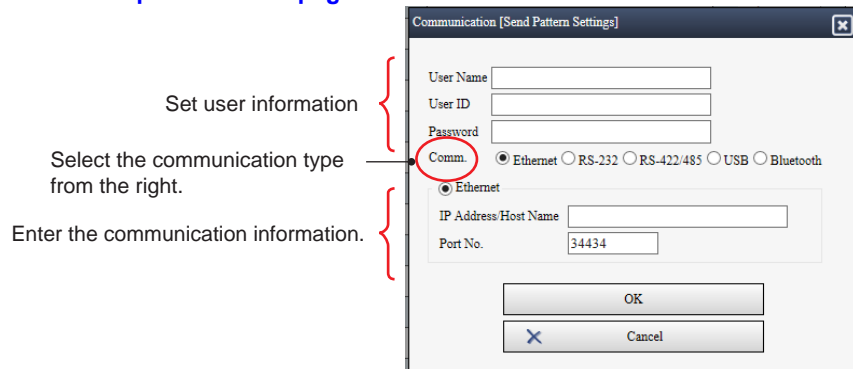 Communication [Send Pattern Settings]
User Name
Set user information
User ID
Password
Select the communication type
from the right.
Comm.
Ethernet RS-232 RS-422/485 USB Bluetooth
Ethernet
IP Address/Host Name
Enter the communication information.
Port No. 34434
OK
Cancel